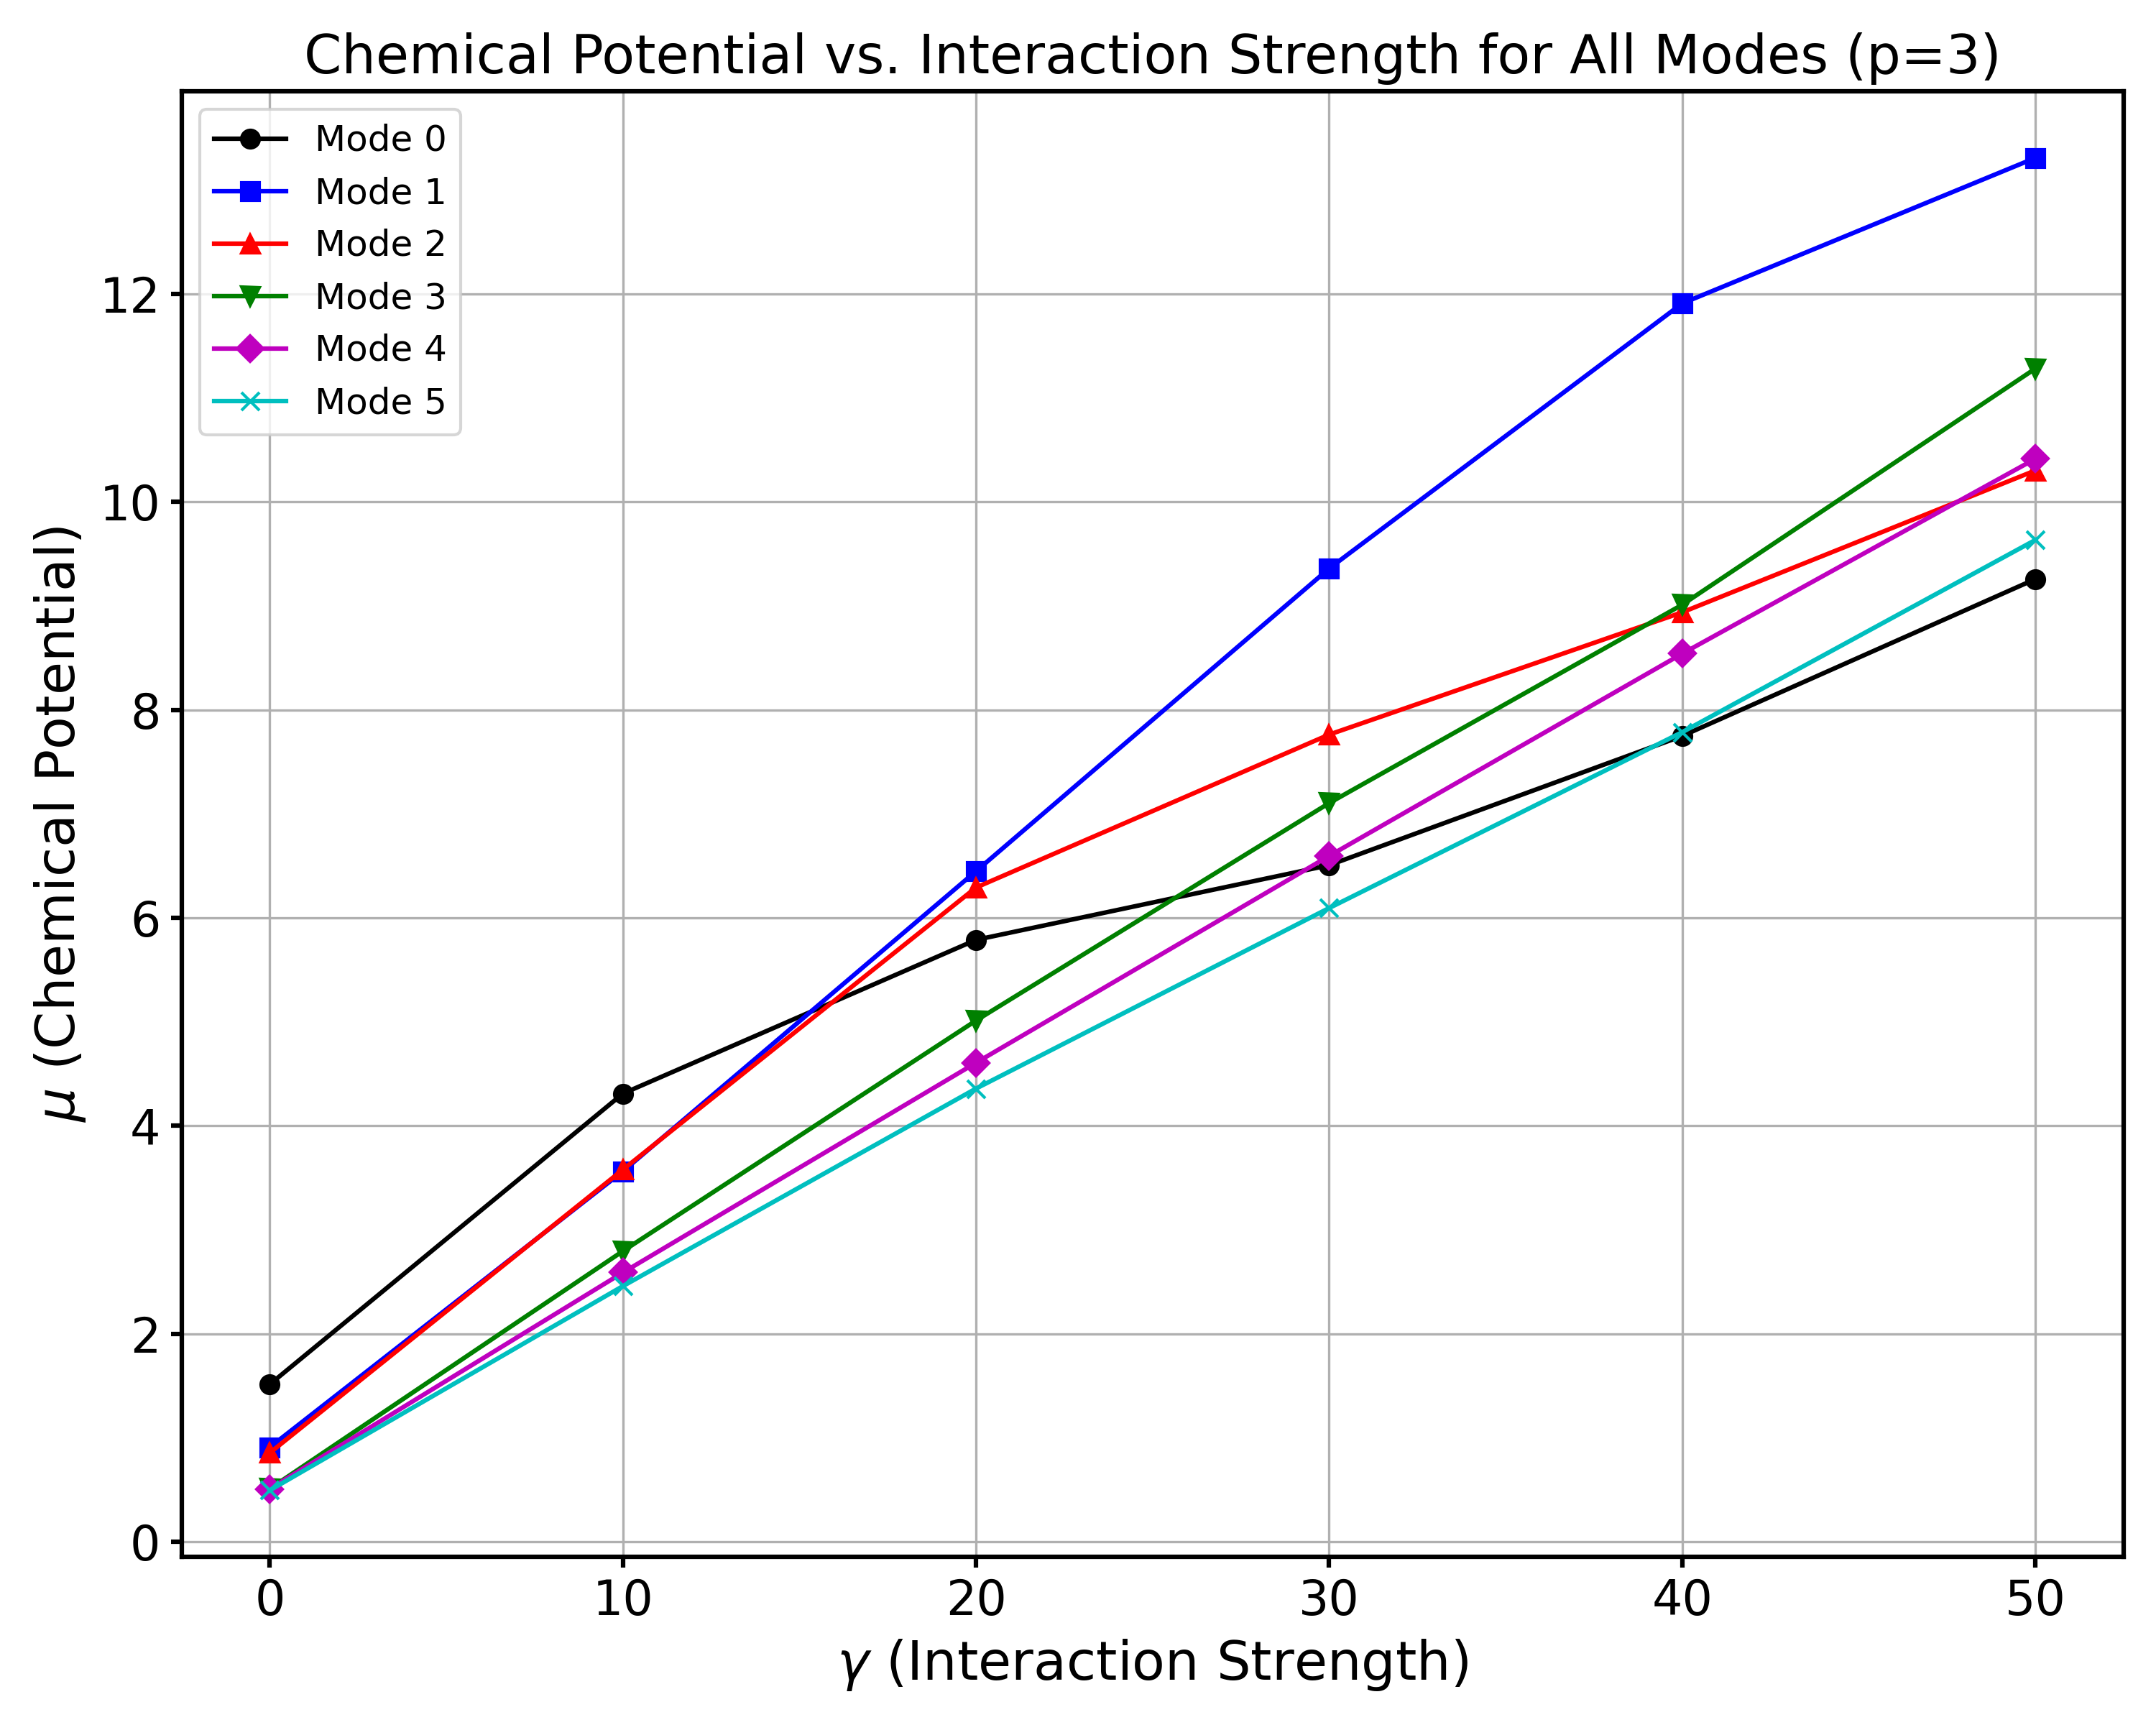 Chemical Potential vs. Interaction Strength for All Modes (p=3)
Mode 0
Mode 1
Mode 2
Mode 3
Mode 4
Mode 5
μ (Chemical Potential)
12
10
8
6
4
2
0
0 10 20 30 40 50
γ (Interaction Strength)